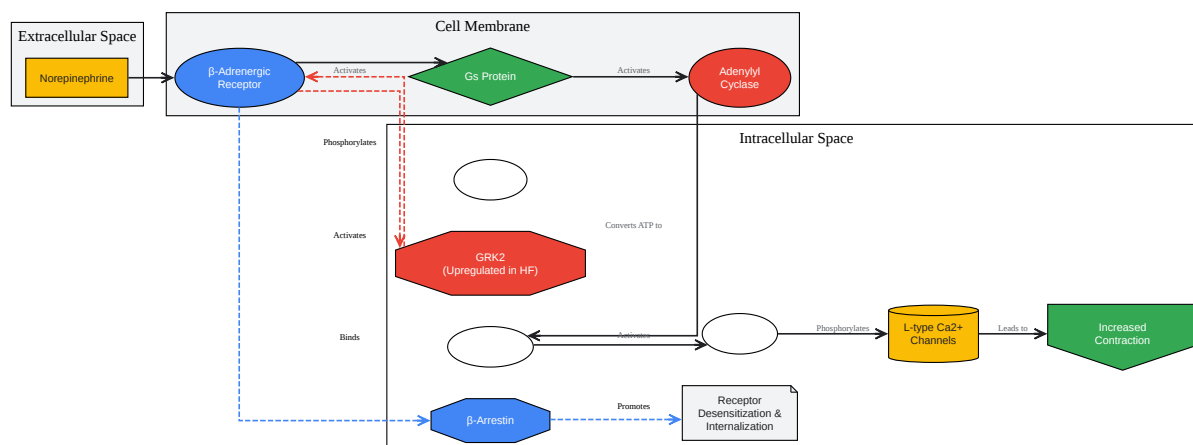 Extracellular Space
Norepinephrine
Cell Membrane
β-Adrenergic
Receptor
Activates
Gs Protein
Activates
Adenylyl
Cyclase
Intracellular Space
Phosphorylates
Converts ATP to
Activates
GRK2
(Upregulated in HF)
Binds
Activates
Phosphorylates
L-type Ca2+
Channels
Leads to
Increased
Contraction
β-Arrestin
Promotes
Receptor
Desensitization &
Internalization